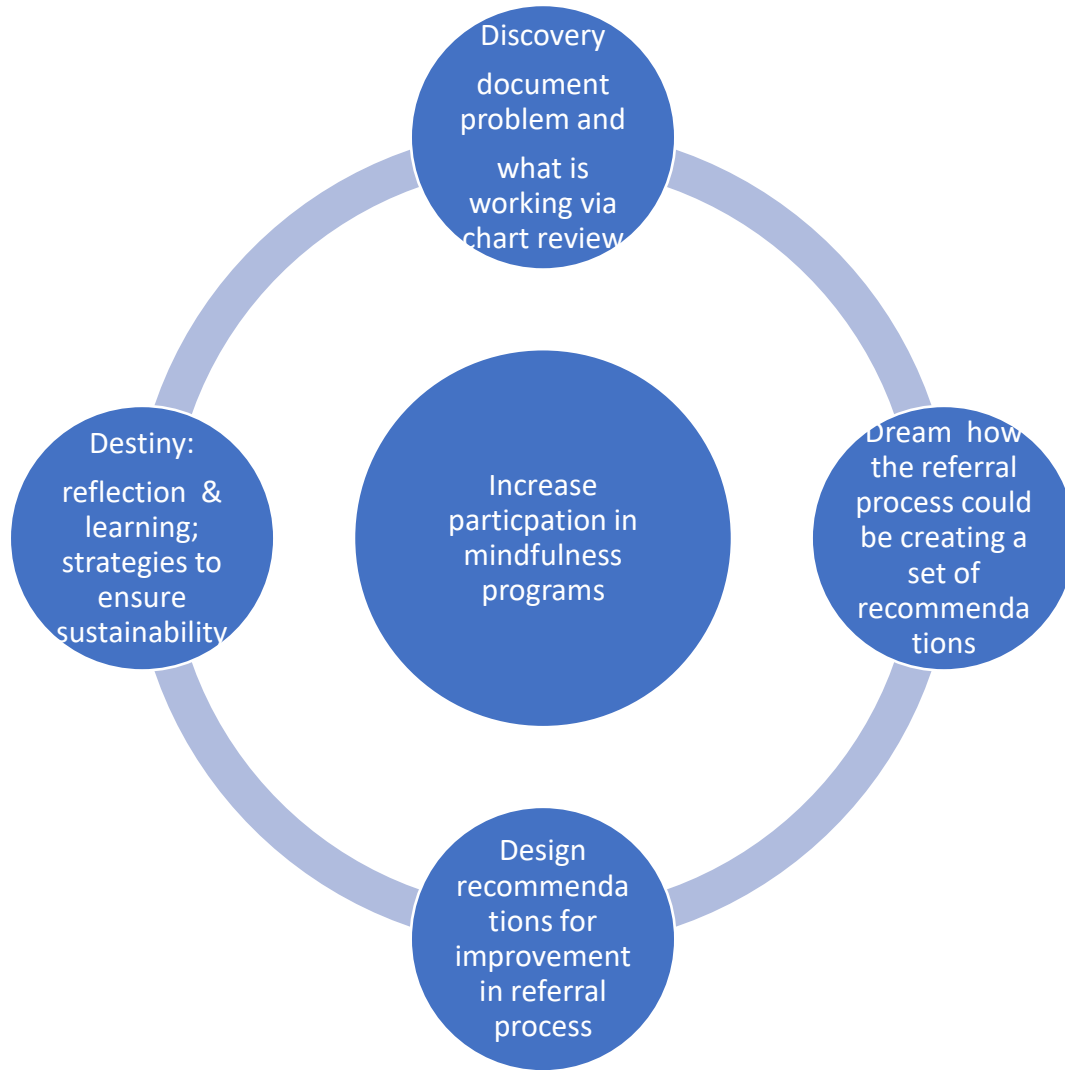 Discovery
document
problem and
what is
working via
chart review
Increase
particpation in
mindfulness
programs
Dream  how
the referral
process could
be creating a
set of
recommenda
tions
Design
recommenda
tions for
improvement
in referral
process
Destiny:
reflection  &
learning;
strategies to
ensure
sustainability